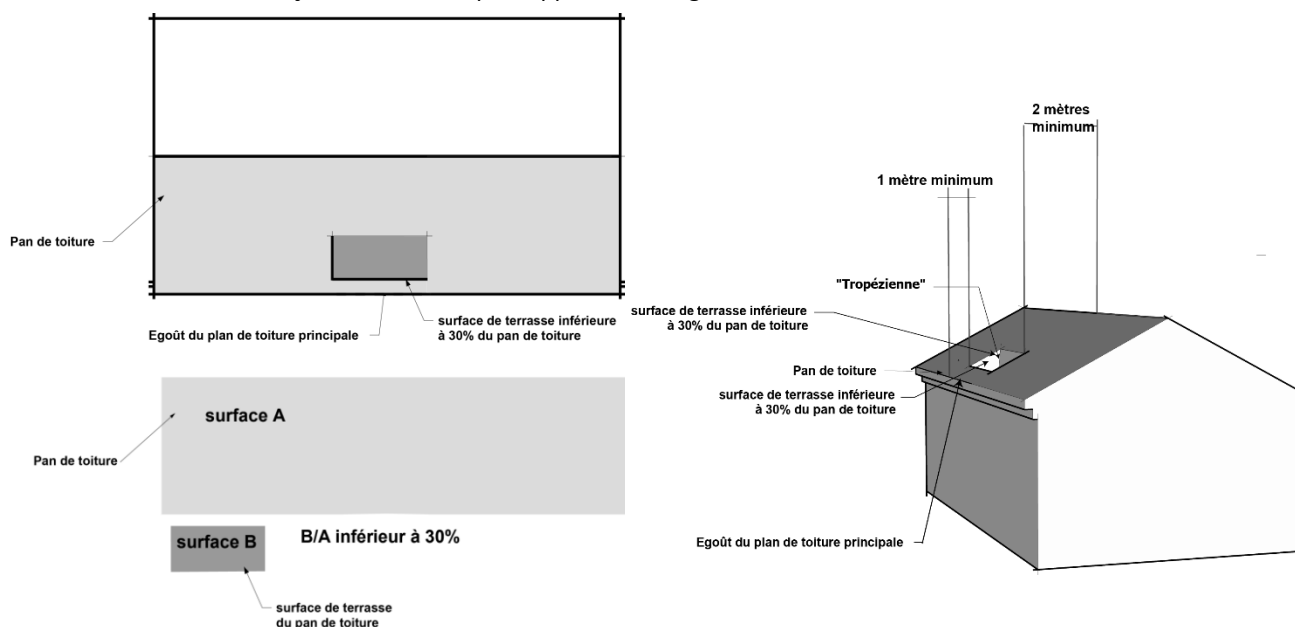 Pan de toiture
Egoût du plan de toiture principale
surface de terrasse inférieure
à 30% du pan de toiture
surface A
Pan de toiture
surface B
B/A inférieur à 30%
surface de terrasse
du pan de toiture
2 mètres
minimum
1 mètre minimum
"Tropézienne"
surface de terrasse inférieure
à 30% du pan de toiture
Pan de toiture
surface de terrasse inférieure
à 30% du pan de toiture
Egoût du plan de toiture principale